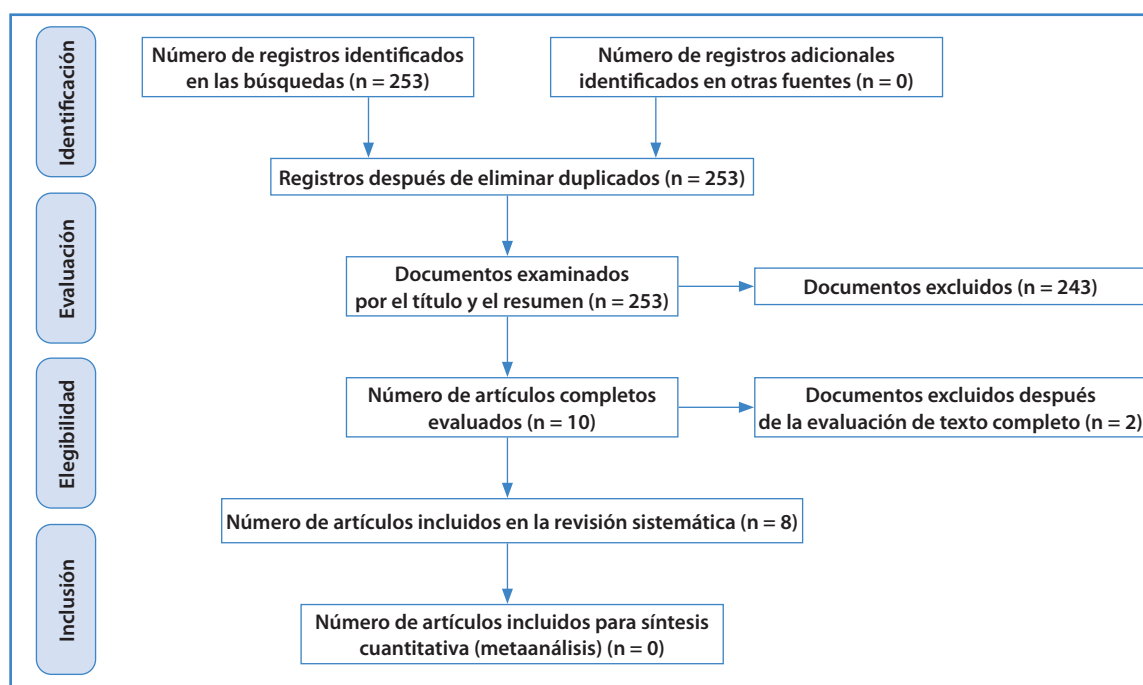 Identificación
Número de registros identificados
en las búsquedas (n = 253)
Número de registros adicionales
identificados en otras fuentes (n = 0)
Registros después de eliminar duplicados (n = 253)
Evaluación
Documentos examinados
por el título y el resumen (n = 253)
Documentos excluidos (n = 243)
Elegibilidad
Número de artículos completos
evaluados (n = 10)
Documentos excluidos después
de la evaluación de texto completo (n = 2)
Número de artículos incluidos en la revisión sistemática (n = 8)
Inclusión
Número de artículos incluidos para síntesis
cuantitativa (metaanálisis) (n = 0)